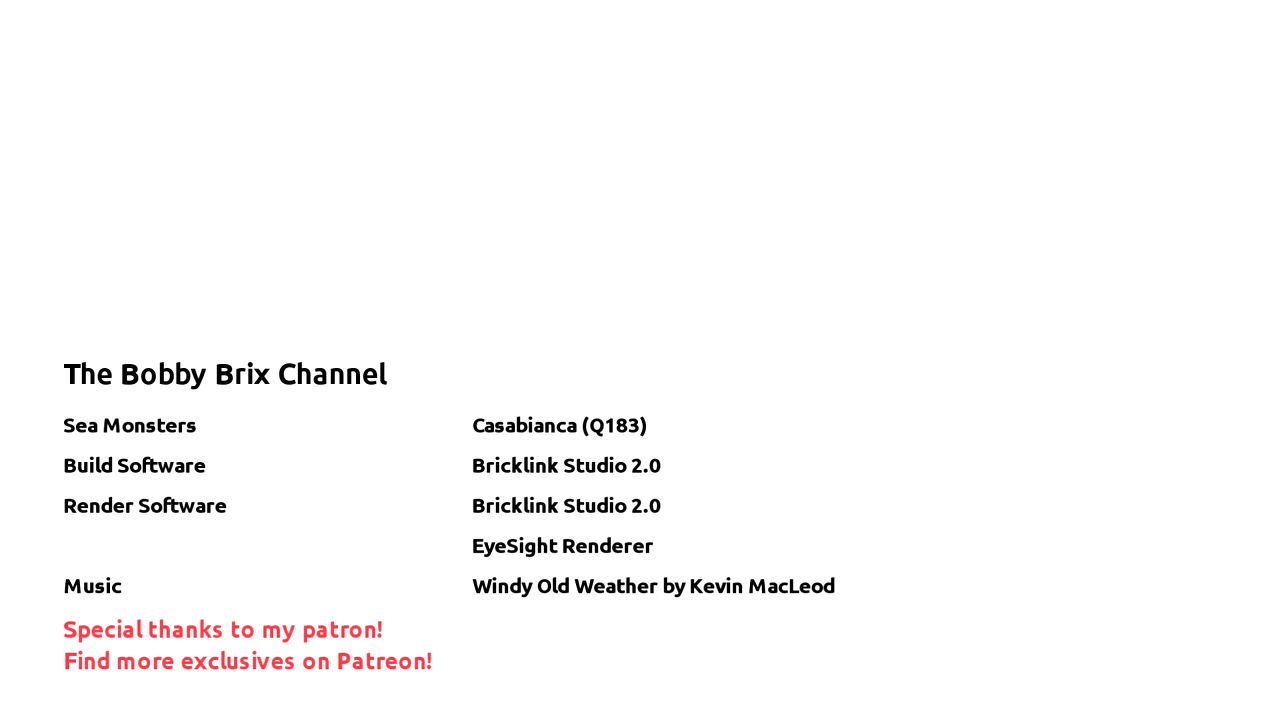 The Bobby Brix Channel
Sea Monsters Casabianca (Q183)
Build Software Bricklink Studio 2.0
Render Software Bricklink Studio 2.0
EyeSight Renderer
Music Windy Old Weather by Kevin MacLeod
Special thanks to my patron!
Find more exclusives on Patreon!